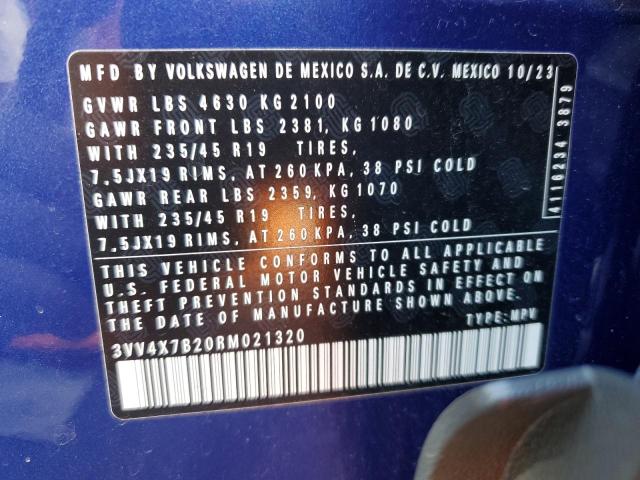 MFD BY VOLKSWAGEN DE MEXICO S.A. DE C.V. MEXICO 10/23
GVWR LBS 4630 KG 2100
GAWR FRONT LBS 2381, KG 1080
WITH 235/45 R19 TIRES,
7.5JX19 RIMS, AT 260 KPA, 38 PSI COLD
GAWR REAR LBS 2359, KG 1070
WITH 235/45 R19 TIRES,
7.5JX19 RIMS, AT 260 KPA, 38 PSI COLD
THIS VEHICLE CONFORMS TO ALL APPLICABLE
U.S. FEDERAL MOTOR VEHICLE SAFETY AND
THEFT PREVENTION STANDARDS IN EFFECT ON
THE DATE OF MANUFACTURE SHOWN ABOVE.
TYPE: MPV
3VV4X7B20RM021320
4110234 3879